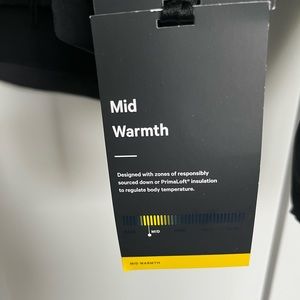 Mid
Warmth
Designed with zones of responsibly
sourced down or PrimaLoft® insulation
to regulate body temperature.
MID
MID WARMTH